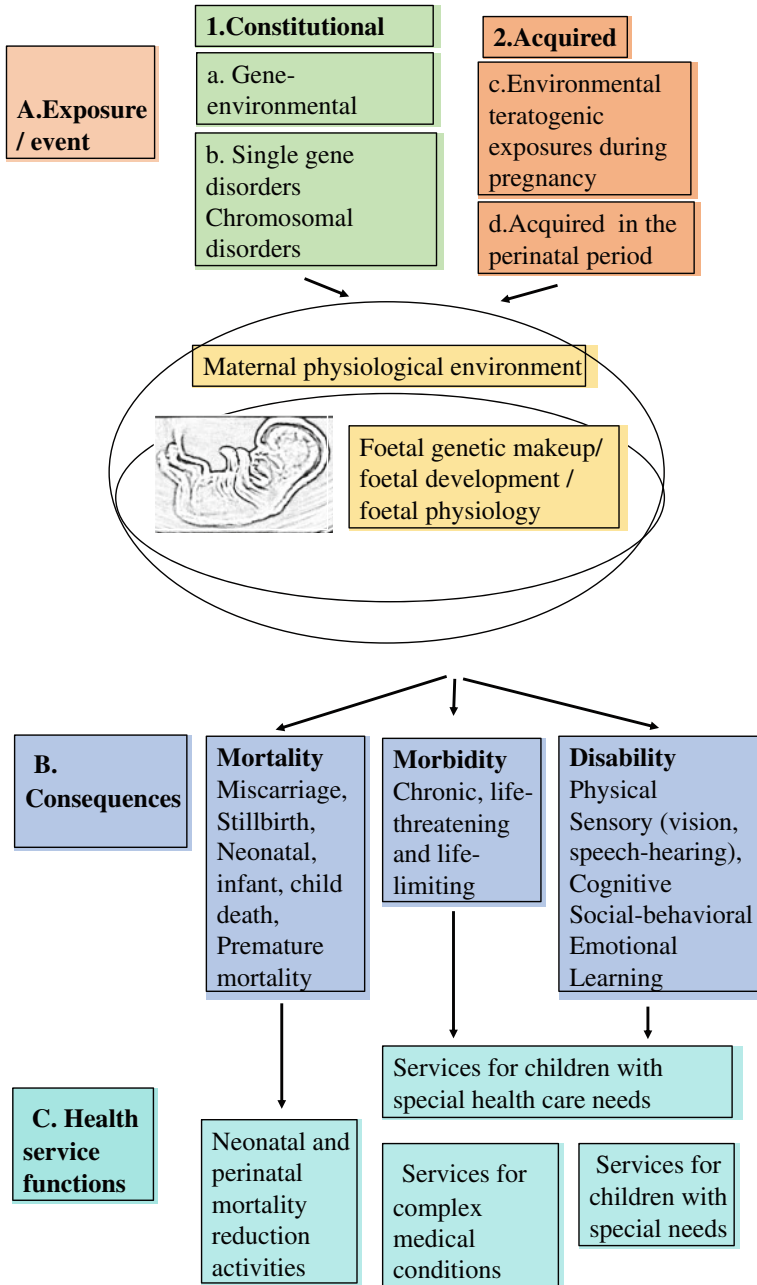 1.Constitutional
2.Acquired
A.Exposure
/ event
a. Gene-
environmental
b. Single gene
disorders
Chromosomal
disorders
c.Environmental
teratogenic
exposures during
pregnancy
d.Acquired in the
perinatal period
Maternal physiological environment
Foetal genetic makeup/
foetal development /
foetal physiology
B.
Consequences
Mortality
Miscarriage,
Stillbirth,
Neonatal,
infant, child
death,
Premature
mortality
Morbidity
Chronic, life-
threatening
and life-
limiting
Disability
Physical
Sensory (vision,
speech-hearing),
Cognitive
Social-behavioral
Emotional
Learning
C. Health
service
functions
Neonatal and
perinatal
mortality
reduction
activities
Services for children with
special health care needs
Services for
complex
medical
conditions
Services for
children with
special needs